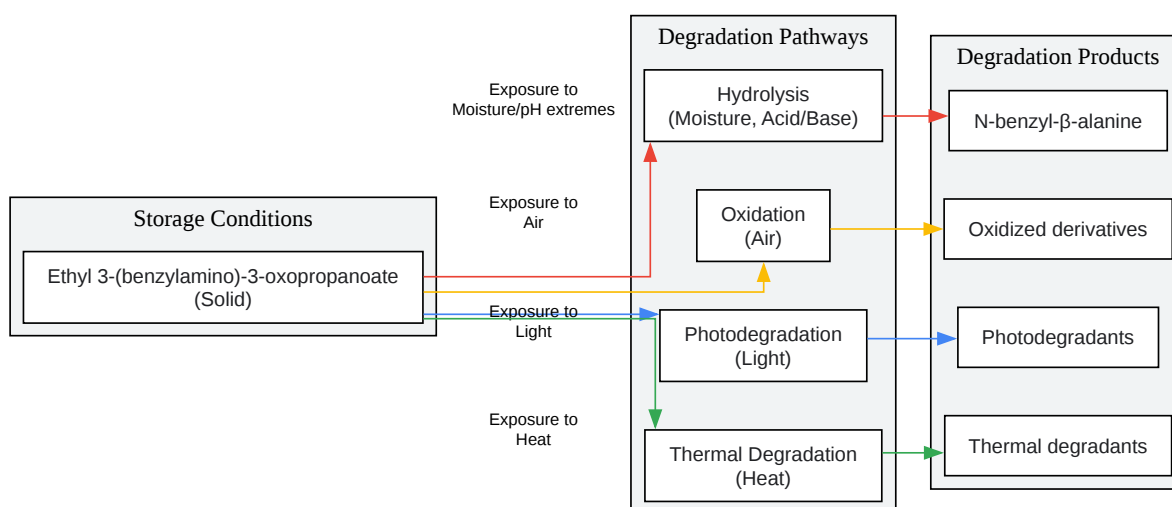 Degradation Pathways
Degradation Products
Storage Conditions
Exposure to
Moisture/pH extremes
Hydrolysis
(Moisture, Acid/Base)
N-benzyl-β-alanine
Exposure to
Air
Oxidation
(Air)
Oxidized derivatives
Ethyl 3-(benzylamino)-3-oxopropanoate
(Solid)
Exposure to
Light
Photodegradation
(Light)
Photodegradants
Exposure to
Heat
Thermal Degradation
(Heat)
Thermal degradants